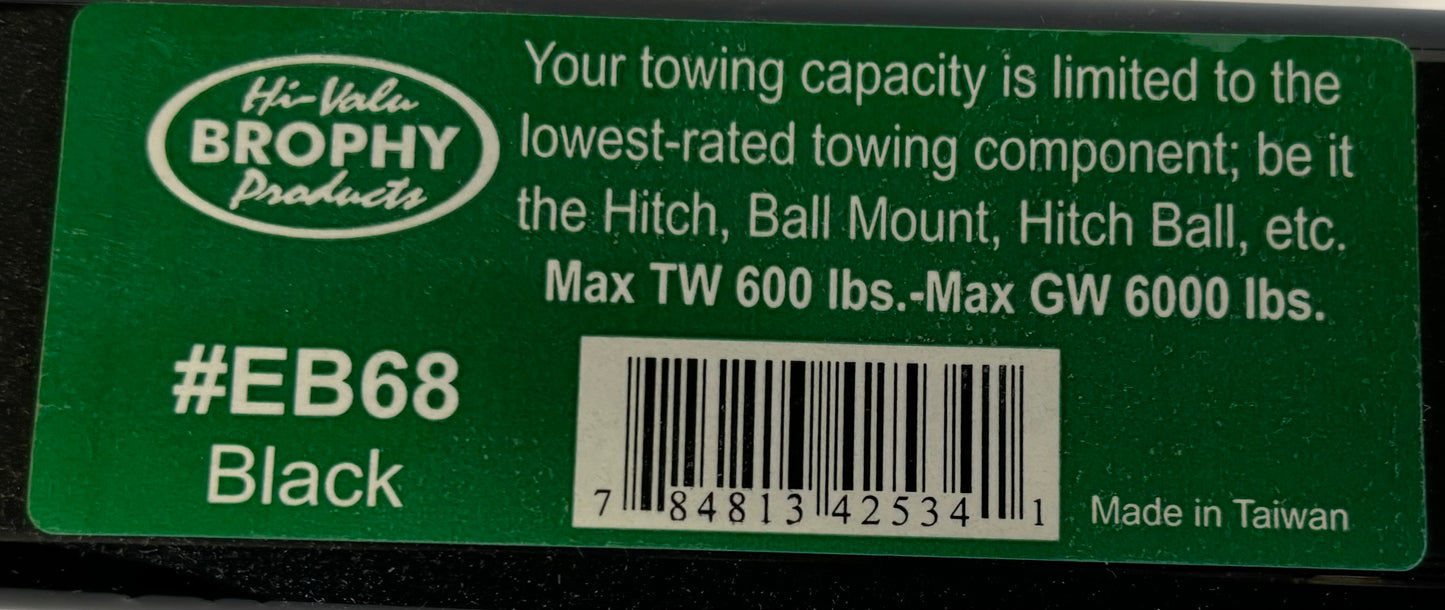 Hi-Valu
BROPHY
Products
Your towing capacity is limited to the
lowest-rated towing component; be it
the Hitch, Ball Mount, Hitch Ball, etc.
Max TW 600 lbs.-Max GW 6000 lbs.
#EB68
Black
7 84813 42534 1
Made in Taiwan